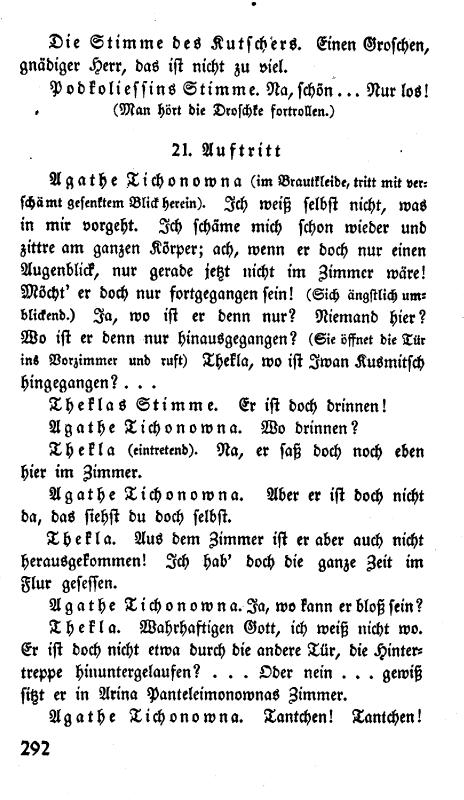 Die Stimme des Kutschers. Einen Groschen,
gnädiger Herr, das ist nicht zu viel.
Podkoliessins Stimme. Na, schön... Nur los!
(Man hört die Droschke fortrollen.)
21. Auftritt
Agathe Tichonowna (im Brautkleide, tritt mit ver-
schämt gesenktem Blick herein). Ich weiß selbst nicht, was
in mir vorgeht. Ich schäme mich schon wieder und
zittre am ganzen Körper; ach, wenn er doch nur einen
Augenblick, nur gerade jetzt nicht im Zimmer wäre!
Möcht' er doch nur fortgegangen sein! (Sich ängstlich um-
blickend.) Ja, wo ist er denn nur? Niemand hier?
Wo ist er denn nur hinausgegangen? (Sie öffnet die Tür
ins Vorzimmer und ruft) Thekla, wo ist Iwan Kusmitsch
hingegangen? . . .
Theklas Stimme. Er ist doch drinnen!
Agathe Tichonowna. Wo drinnen?
Thekla (eintretend). Na, er saß doch noch eben
hier im Zimmer.
Agathe Tichonowna. Aber er ist doch nicht
da, das siehst du doch selbst.
Thekla. Aus dem Zimmer ist er aber auch nicht
herausgekommen! Ich hab' doch die ganze Zeit im
Flur gesessen.
Agathe Tichonowna. Ja, wo kann er bloß sein?
Thekla. Wahrhaftigen Gott, ich weiß nicht wo.
Er ist doch nicht etwa durch die andere Tür, die Hinter-
treppe hinuntergelaufen? . . . Oder nein . . . gewiß
sitzt er in Arina Panteleimonownas Zimmer.
Agathe Tichonowna. Tantchen! Tantchen!
292